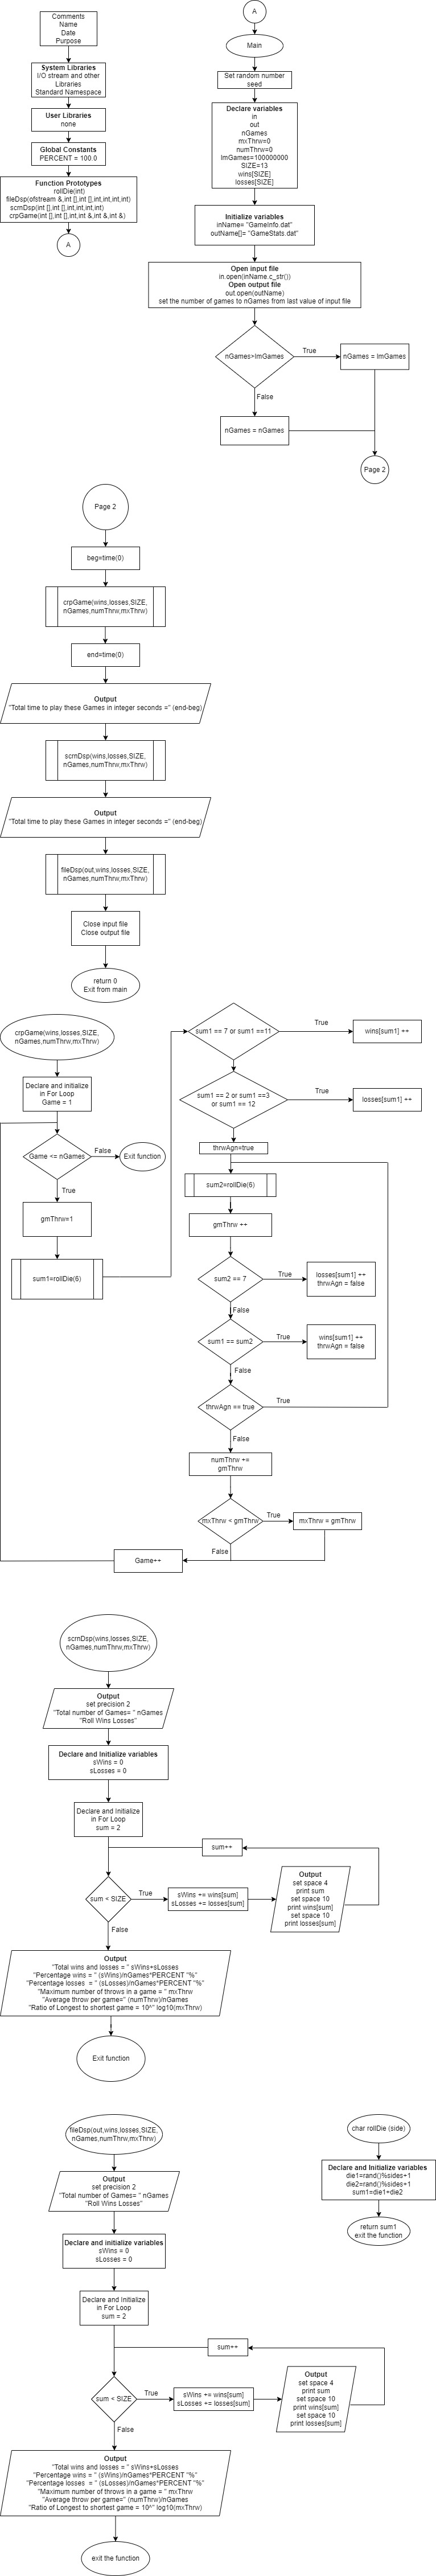 Comments
Name
Date
Purpose
System Libraries
I/O stream and other
Libraries
Standard Namespace
User Libraries
none
Global Constants
PERCENT = 100.0
Function Prototypes
rollDie(int)
fileDsp(ofstream &,int [],int [],int,int,int,int)
scrnDsp(int [],int [],int,int,int,int)
crpGame(int [],int [],int,int &,int &,int &)
A
A
Main
Set random number
seed
Declare variables
in
out
nGames
mxThrw=0
numThrw=0
lmGames=100000000
SIZE=13
wins[SIZE]
losses[SIZE]
Initialize variables
inName= "GameInfo.dat"
outName[]= "GameStats.dat"
Open input file
in.open(inName.c_str())
Open output file
out.open(outName)
set the number of games to nGames from last value of input file
nGames>lmGames
True
nGames = lmGames
False
nGames = nGames
Page 2
Page 2
beg=time(0)
crpGame(wins,losses,SIZE,
nGames,numThrw,mxThrw)
end=time(0)
Output
"Total time to play these Games in integer seconds =" (end-beg)
scrnDsp(wins,losses,SIZE,
nGames,numThrw,mxThrw)
Output
"Total time to play these Games in integer seconds =" (end-beg)
fileDsp(out,wins,losses,SIZE,
nGames,numThrw,mxThrw)
Close input file
Close output file
return 0
Exit from main
crpGame(wins,losses,SIZE,
nGames,numThrw,mxThrw)
Declare and initialize
in For Loop
Game = 1
Game <= nGames
False
Exit function
True
gmThrw=1
sum1=rollDie(6)
sum1 == 7 or sum1 ==11
True
wins[sum1] ++
sum1 == 2 or sum1 ==3
or sum1 == 12
True
losses[sum1] ++
thrwAgn=true
sum2=rollDie(6)
gmThrw ++
sum2 == 7
True
losses[sum1] ++
thrwAgn = false
False
sum1 == sum2
True
wins[sum1] ++
thrwAgn = false
False
thrwAgn == true
True
False
numThrw +=
gmThrw
mxThrw < gmThrw
True
mxThrw = gmThrw
False
Game++
scrnDsp(wins,losses,SIZE,
nGames,numThrw,mxThrw)
Output
set precision 2
"Total number of Games= " nGames
"Roll Wins Losses"
Declare and Initialize variables
sWins = 0
sLosses = 0
Declare and Initialize
in For Loop
sum = 2
sum++
sum < SIZE
True
sWins += wins[sum]
sLosses += losses[sum]
Output
set space 4
print sum
set space 10
print wins[sum]
set space 10
print losses[sum]
False
Output
"Total wins and losses = " sWins+sLosses
"Percentage wins = " (sWins)/nGames*PERCENT "%"
"Percentage losses = " (sLosses)/nGames*PERCENT "%"
"Maximum number of throws in a game = " mxThrw
"Average throw per game=" (numThrw)/nGames
"Ratio of Longest to shortest game = 10^" log10(mxThrw)
Exit function
fileDsp(out,wins,losses,SIZE,
nGames,numThrw,mxThrw)
Output
set precision 2
"Total number of Games= " nGames
"Roll Wins Losses"
Declare and initialize variables
sWins = 0
sLosses = 0
Declare and Initialize
in For Loop
sum = 2
sum++
sum < SIZE
True
sWins += wins[sum]
sLosses += losses[sum]
Output
set space 4
print sum
set space 10
print wins[sum]
set space 10
print losses[sum]
False
Output
"Total wins and losses = " sWins+sLosses
"Percentage wins = " (sWins)/nGames*PERCENT "%"
"Percentage losses = " (sLosses)/nGames*PERCENT "%"
"Maximum number of throws in a game = " mxThrw
"Average throw per game=" (numThrw)/nGames
"Ratio of Longest to shortest game = 10^" log10(mxThrw)
exit the function
char rollDie (side)
Declare and Initialize variables
die1=rand()%sides+1
die2=rand()%sides+1
sum1=die1+die2
return sum1
exit the function